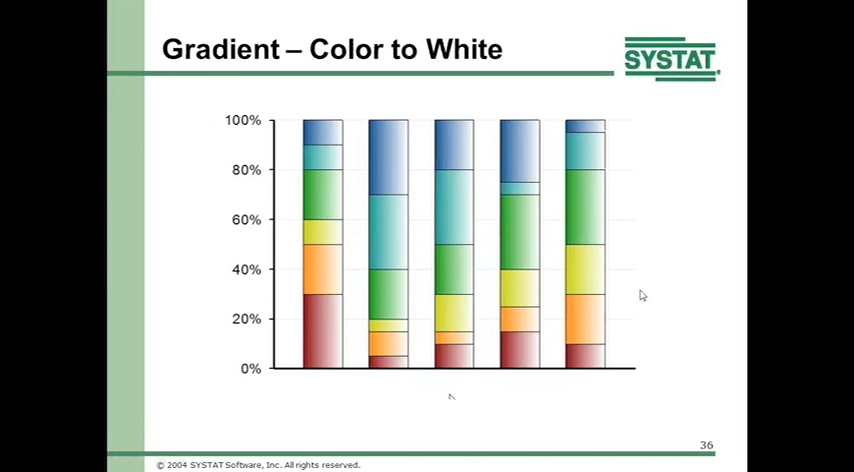 Gradient – Color to White
SYSTAT
100%
80%
60%
40%
20%
0%
36
© 2004 SYSTAT Software, Inc. All rights reserved.